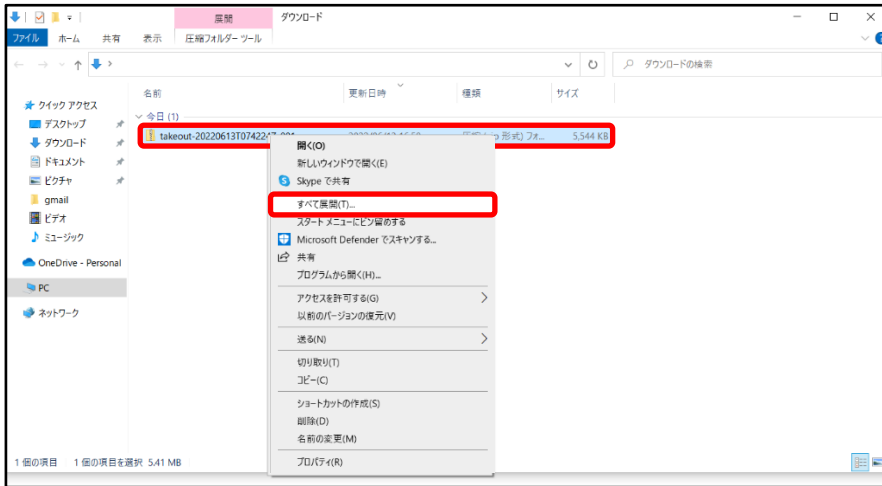 展開 ダウンロード
ファイル ホーム 共有 表示 圧縮フォルダー ツール
ダウンロードの検索
名前 更新日時 種類 サイズ
今日 (1)
takeout-20220613T074224Z-001 5,544 KB
クイック アクセス
デスクトップ
ダウンロード
ドキュメント
ピクチャ
gmail
ビデオ
ミュージック
OneDrive - Personal
PC
ネットワーク
開く(O)
新しいウィンドウで開く(E)
Skype で共有
すべて展開(T)...
スタート メニューにピン留めする
Microsoft Defender でスキャンする...
共有
プログラムから開く(H)...
アクセスを許可する(G)
以前のバージョンの復元(V)
送る(N)
切り取り(T)
コピー(C)
ショートカットの作成(S)
削除(D)
名前の変更(M)
プロパティ(R)
1 個の項目 1 個の項目を選択 5.41 MB